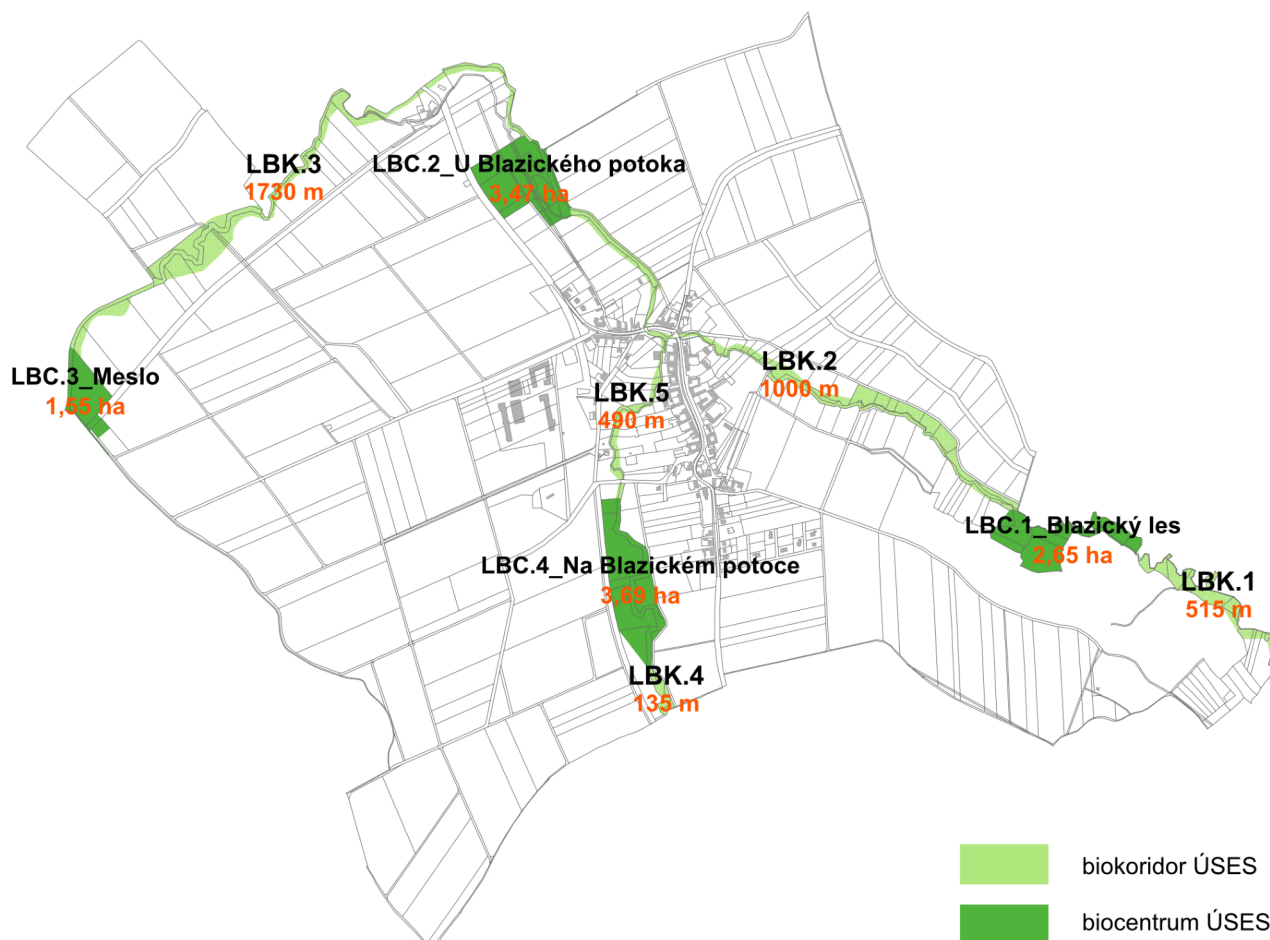 LBK.3
1730 m
LBC.2_U Blazického potoka
3,47 ha
LBC.3_Meslo
1,55 ha
LBK.2
1000 m
LBK.5
490 m
LBC.1_Blazický les
2,65 ha
LBC.4_Na Blazickém potoce
3,69 ha
LBK.1
515 m
LBK.4
135 m
biokoridor ÚSES
biocentrum ÚSES